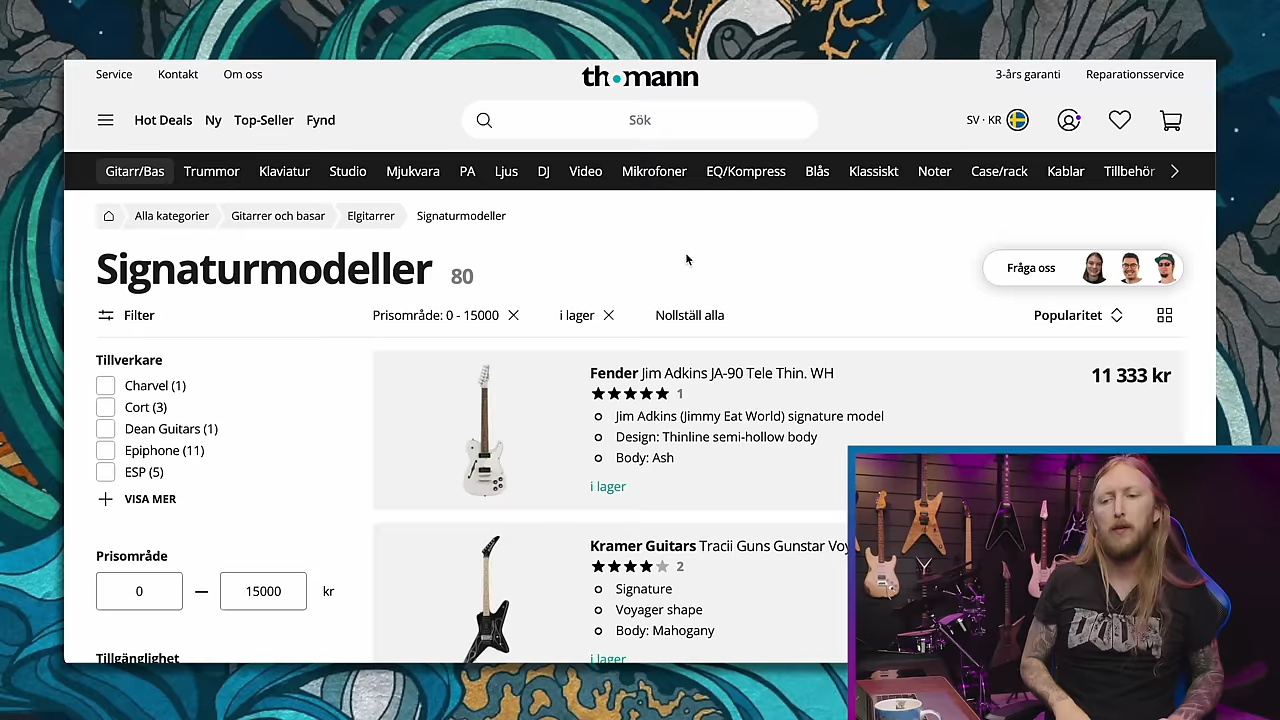 Service Kontakt Om oss
thomann
3-års garanti Reparationsservice
Hot Deals Ny Top-Seller Fynd
Sök
SV · KR
Gitarr/Bas Trummor Klaviatur Studio Mjukvara PA Ljus DJ Video Mikrofoner EQ/Kompress Blås Klassiskt Noter Case/rack Kablar Tillbehör
Alla kategorier Gitarrer och basar Elgitarrer Signaturmodeller
Signaturmodeller 80
Fråga oss
Filter
Prisområde: 0 - 15000 i lager Nollställ alla
Popularitet
Tillverkare
Charvel (1)
Cort (3)
Dean Guitars (1)
Epiphone (11)
ESP (5)
VISA MER
Prisområde
0 — 15000 kr
Tillgänglighet
Fender Jim Adkins JA-90 Tele Thin. WH
11 333 kr
1
Jim Adkins (Jimmy Eat World) signature model
Design: Thinline semi-hollow body
Body: Ash
i lager
Kramer Guitars Tracii Guns Gunstar Voy
2
Signature
Voyager shape
Body: Mahogany
i lager
DOOM